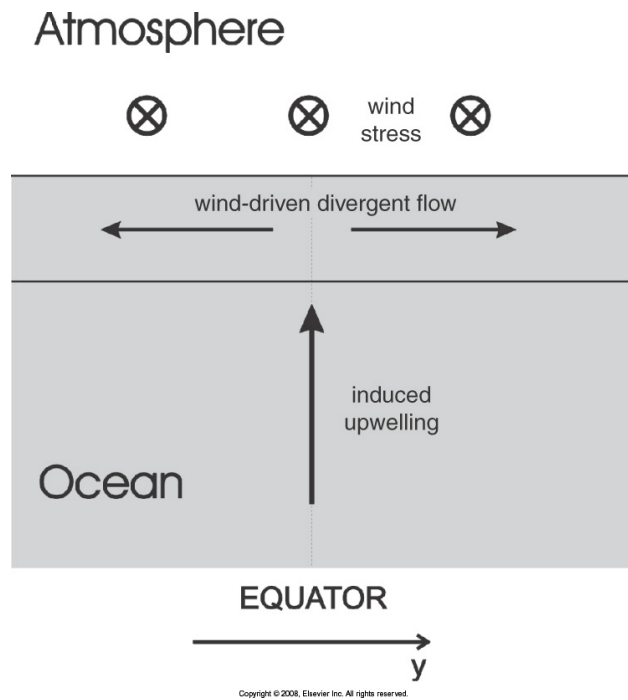 Atmosphere
wind
stress
wind-driven divergent flow
induced
upwelling
Ocean
EQUATOR
y
Copyright © 2008, Elsevier Inc. All rights reserved.